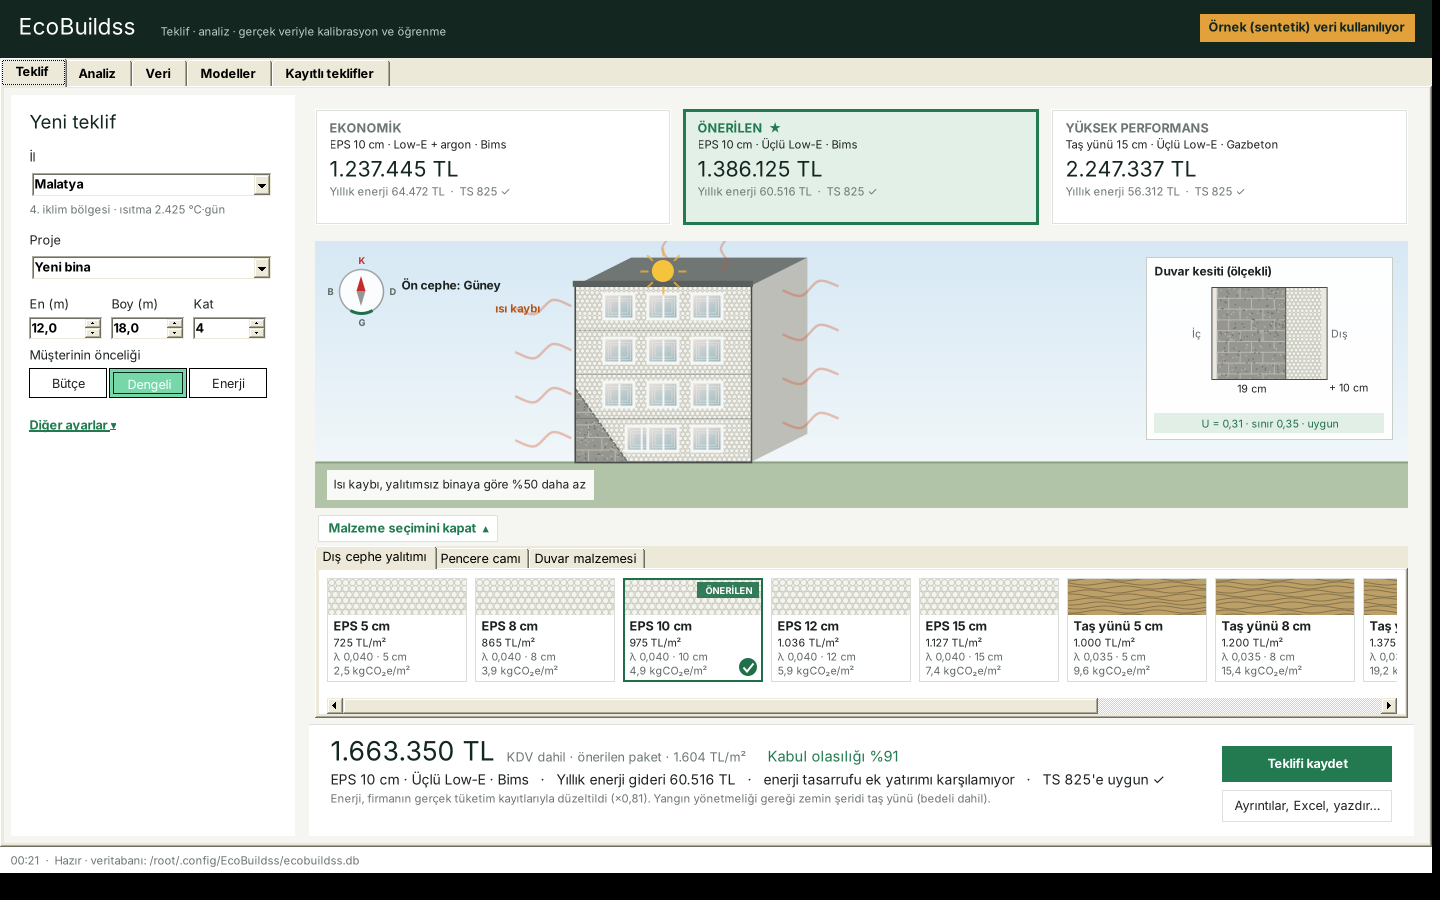 EcoBuildss
Teklif · analiz · gerçek veriyle kalibrasyon ve öğrenme
Örnek (sentetik) veri kullanılıyor
Teklif
Analiz
Veri
Modeller
Kayıtlı teklifler
Yeni teklif
İl
Malatya
4. iklim bölgesi · ısıtma 2.425 °C·gün
Proje
Yeni bina
En (m)
Boy (m)
Kat
12,0
18,0
4
Müşterinin önceliği
Bütçe
Dengeli
Enerji
Diğer ayarlar ▾
EKONOMİK
EPS 10 cm · Low-E + argon · Bims
1.237.445 TL
Yıllık enerji 64.472 TL · TS 825 ✓
ÖNERİLEN ★
EPS 10 cm · Üçlü Low-E · Bims
1.386.125 TL
Yıllık enerji 60.516 TL · TS 825 ✓
YÜKSEK PERFORMANS
Taş yünü 15 cm · Üçlü Low-E · Gazbeton
2.247.337 TL
Yıllık enerji 56.312 TL · TS 825 ✓
K
B
D
G
Ön cephe: Güney
ısı kaybı
Duvar kesiti (ölçekli)
İç
Dış
19 cm
+ 10 cm
U = 0,31 · sınır 0,35 · uygun
Isı kaybı, yalıtımsız binaya göre %50 daha az
Malzeme seçimini kapat ▴
Dış cephe yalıtımı
Pencere camı
Duvar malzemesi
EPS 5 cm
725 TL/m²
λ 0,040 · 5 cm
2,5 kgCO₂e/m²
EPS 8 cm
865 TL/m²
λ 0,040 · 8 cm
3,9 kgCO₂e/m²
ÖNERİLEN
EPS 10 cm
975 TL/m²
λ 0,040 · 10 cm
4,9 kgCO₂e/m²
EPS 12 cm
1.036 TL/m²
λ 0,040 · 12 cm
5,9 kgCO₂e/m²
EPS 15 cm
1.127 TL/m²
λ 0,040 · 15 cm
7,4 kgCO₂e/m²
Taş yünü 5 cm
1.000 TL/m²
λ 0,035 · 5 cm
9,6 kgCO₂e/m²
Taş yünü 8 cm
1.200 TL/m²
λ 0,035 · 8 cm
15,4 kgCO₂e/m²
Taş
1.375
λ 0,03
19,2
1.663.350 TL
KDV dahil · önerilen paket · 1.604 TL/m²
Kabul olasılığı %91
EPS 10 cm · Üçlü Low-E · Bims · Yıllık enerji gideri 60.516 TL · enerji tasarrufu ek yatırımı karşılamıyor · TS 825'e uygun ✓
Enerji, firmanın gerçek tüketim kayıtlarıyla düzeltildi (×0,81). Yangın yönetmeliği gereği zemin şeridi taş yünü (bedeli dahil).
Teklifi kaydet
Ayrıntılar, Excel, yazdır...
00:21 · Hazır · veritabanı: /root/.config/EcoBuildss/ecobuildss.db